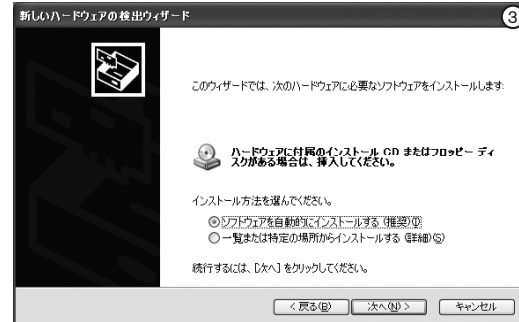 新しいハードウェアの検出ウィザード
③
このウィザードでは、次のハードウェアに必要なソフトウェアをインストールします:
ハードウェアに付属のインストール CD またはフロッピー ディ
スクがある場合は、挿入してください。
インストール方法を選んでください。
ソフトウェアを自動的にインストールする (推奨)(I)
一覧または特定の場所からインストールする (詳細)(S)
続行するには、[次へ] をクリックしてください。
< 戻る(B)
次へ(N) >
キャンセル